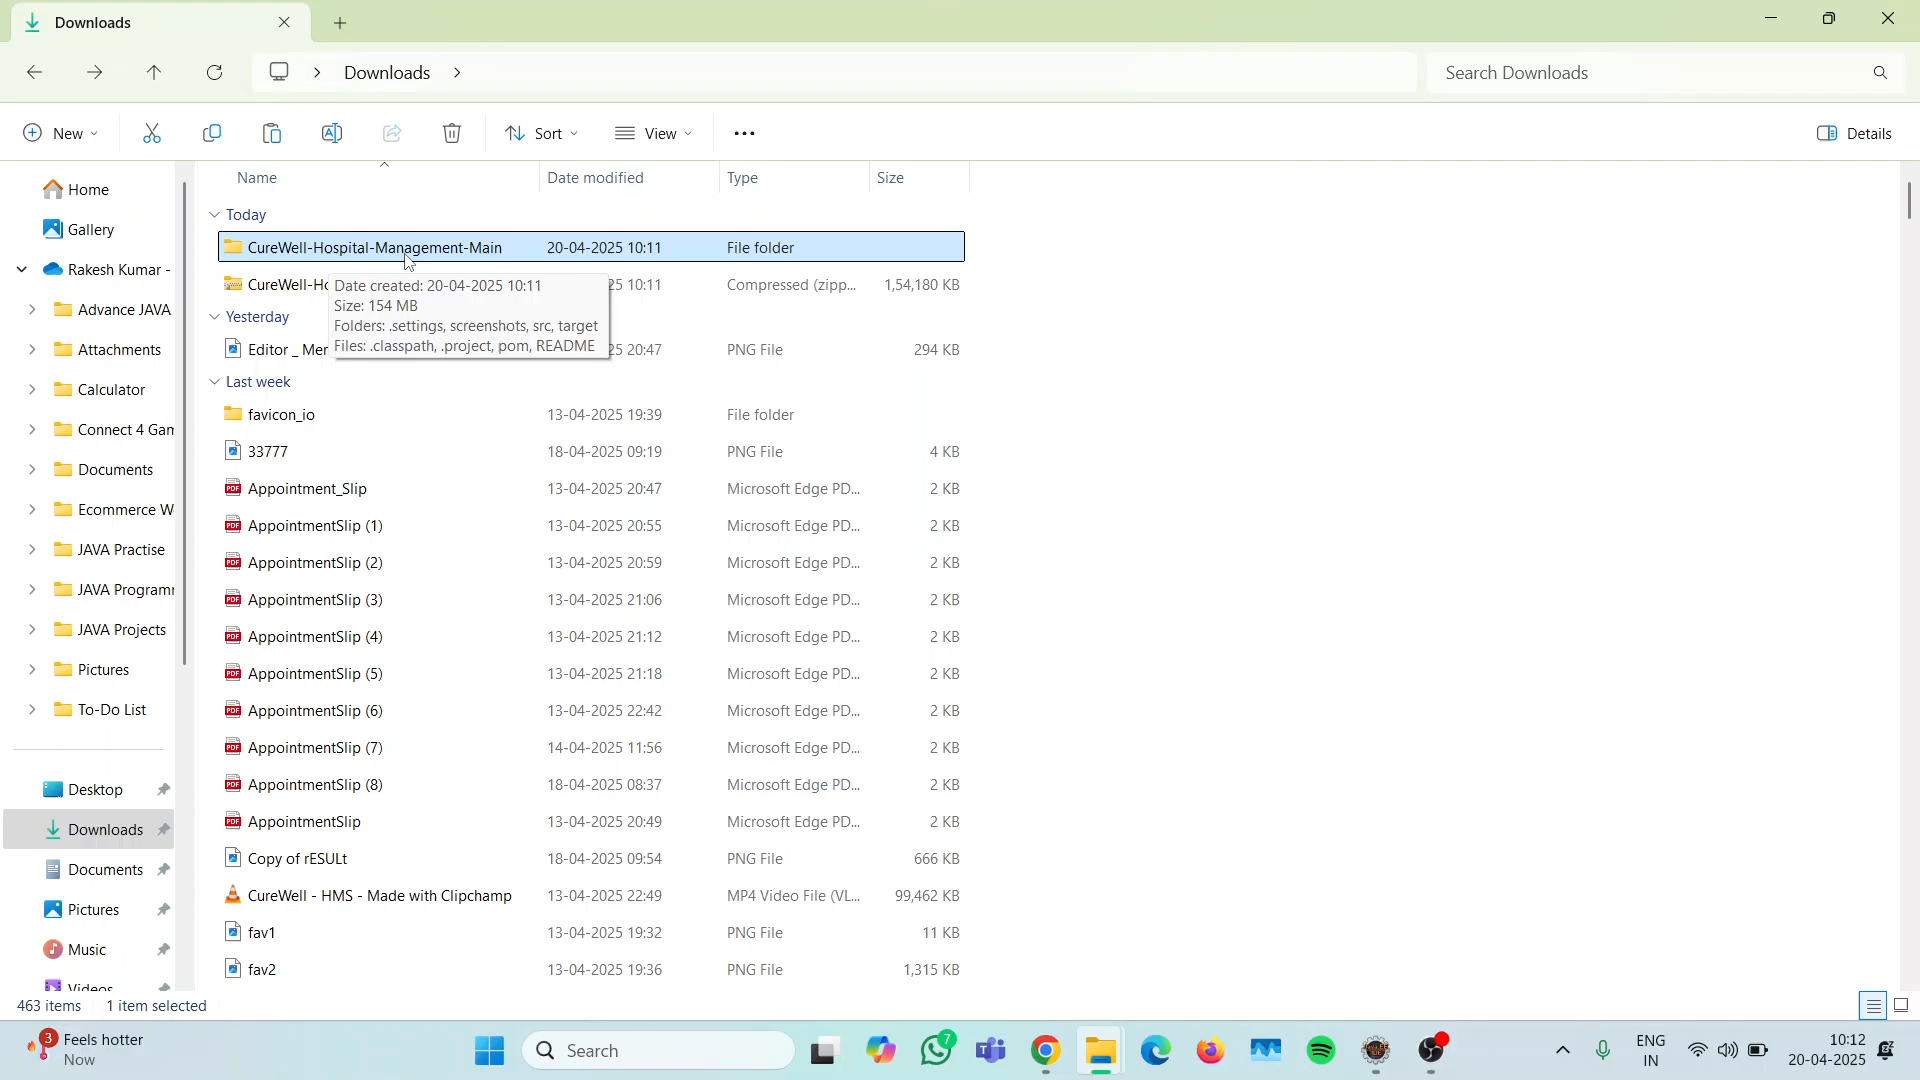 Downloads
Downloads
Search Downloads
New
Sort
View
Details
Name
Date modified
Type
Size
Home
Gallery
Rakesh Kumar -
Advance JAVA
Attachments
Calculator
Connect 4 Gam
Documents
Ecommerce W
JAVA Practise
JAVA Programm
JAVA Projects
Pictures
To-Do List
Desktop
Downloads
Documents
Pictures
Music
Videos
Today
CureWell-Hospital-Management-Main 20-04-2025 10:11 File folder
CureWell-Ho 25 10:11 Compressed (zipp... 1,54,180 KB
Date created: 20-04-2025 10:11
Size: 154 MB
Folders: .settings, screenshots, src, target
Files: .classpath, .project, pom, README
Yesterday
Editor _ Mer 25 20:47 PNG File 294 KB
Last week
favicon_io 13-04-2025 19:39 File folder
33777 18-04-2025 09:19 PNG File 4 KB
Appointment_Slip 13-04-2025 20:47 Microsoft Edge PD... 2 KB
AppointmentSlip (1) 13-04-2025 20:55 Microsoft Edge PD... 2 KB
AppointmentSlip (2) 13-04-2025 20:59 Microsoft Edge PD... 2 KB
AppointmentSlip (3) 13-04-2025 21:06 Microsoft Edge PD... 2 KB
AppointmentSlip (4) 13-04-2025 21:12 Microsoft Edge PD... 2 KB
AppointmentSlip (5) 13-04-2025 21:18 Microsoft Edge PD... 2 KB
AppointmentSlip (6) 13-04-2025 22:42 Microsoft Edge PD... 2 KB
AppointmentSlip (7) 14-04-2025 11:56 Microsoft Edge PD... 2 KB
AppointmentSlip (8) 18-04-2025 08:37 Microsoft Edge PD... 2 KB
AppointmentSlip 13-04-2025 20:49 Microsoft Edge PD... 2 KB
Copy of rESULt 18-04-2025 09:54 PNG File 666 KB
CureWell - HMS - Made with Clipchamp 13-04-2025 22:49 MP4 Video File (VL... 99,462 KB
fav1 13-04-2025 19:32 PNG File 11 KB
fav2 13-04-2025 19:36 PNG File 1,315 KB
463 items 1 item selected
3
Feels hotter
Now
Search
7
ENG
IN
10:12
20-04-2025